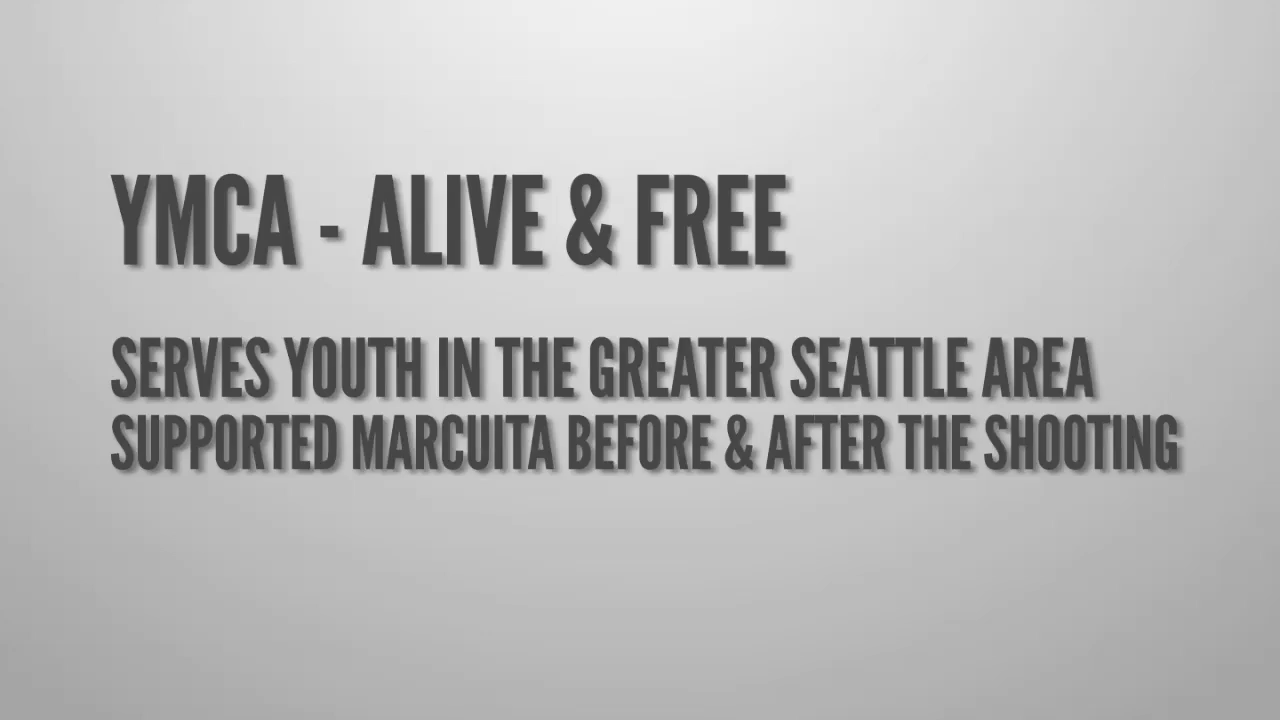 YMCA - ALIVE & FREE
SERVES YOUTH IN THE GREATER SEATTLE AREA
SUPPORTED MARCUITA BEFORE & AFTER THE SHOOTING